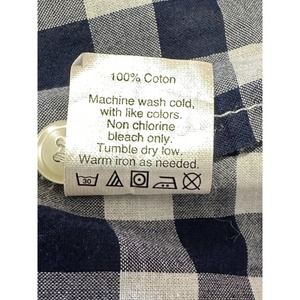 100% Coton
Machine wash cold,
with like colors.
Non chlorine
bleach only.
Tumble dry low.
Warm iron as needed.
30